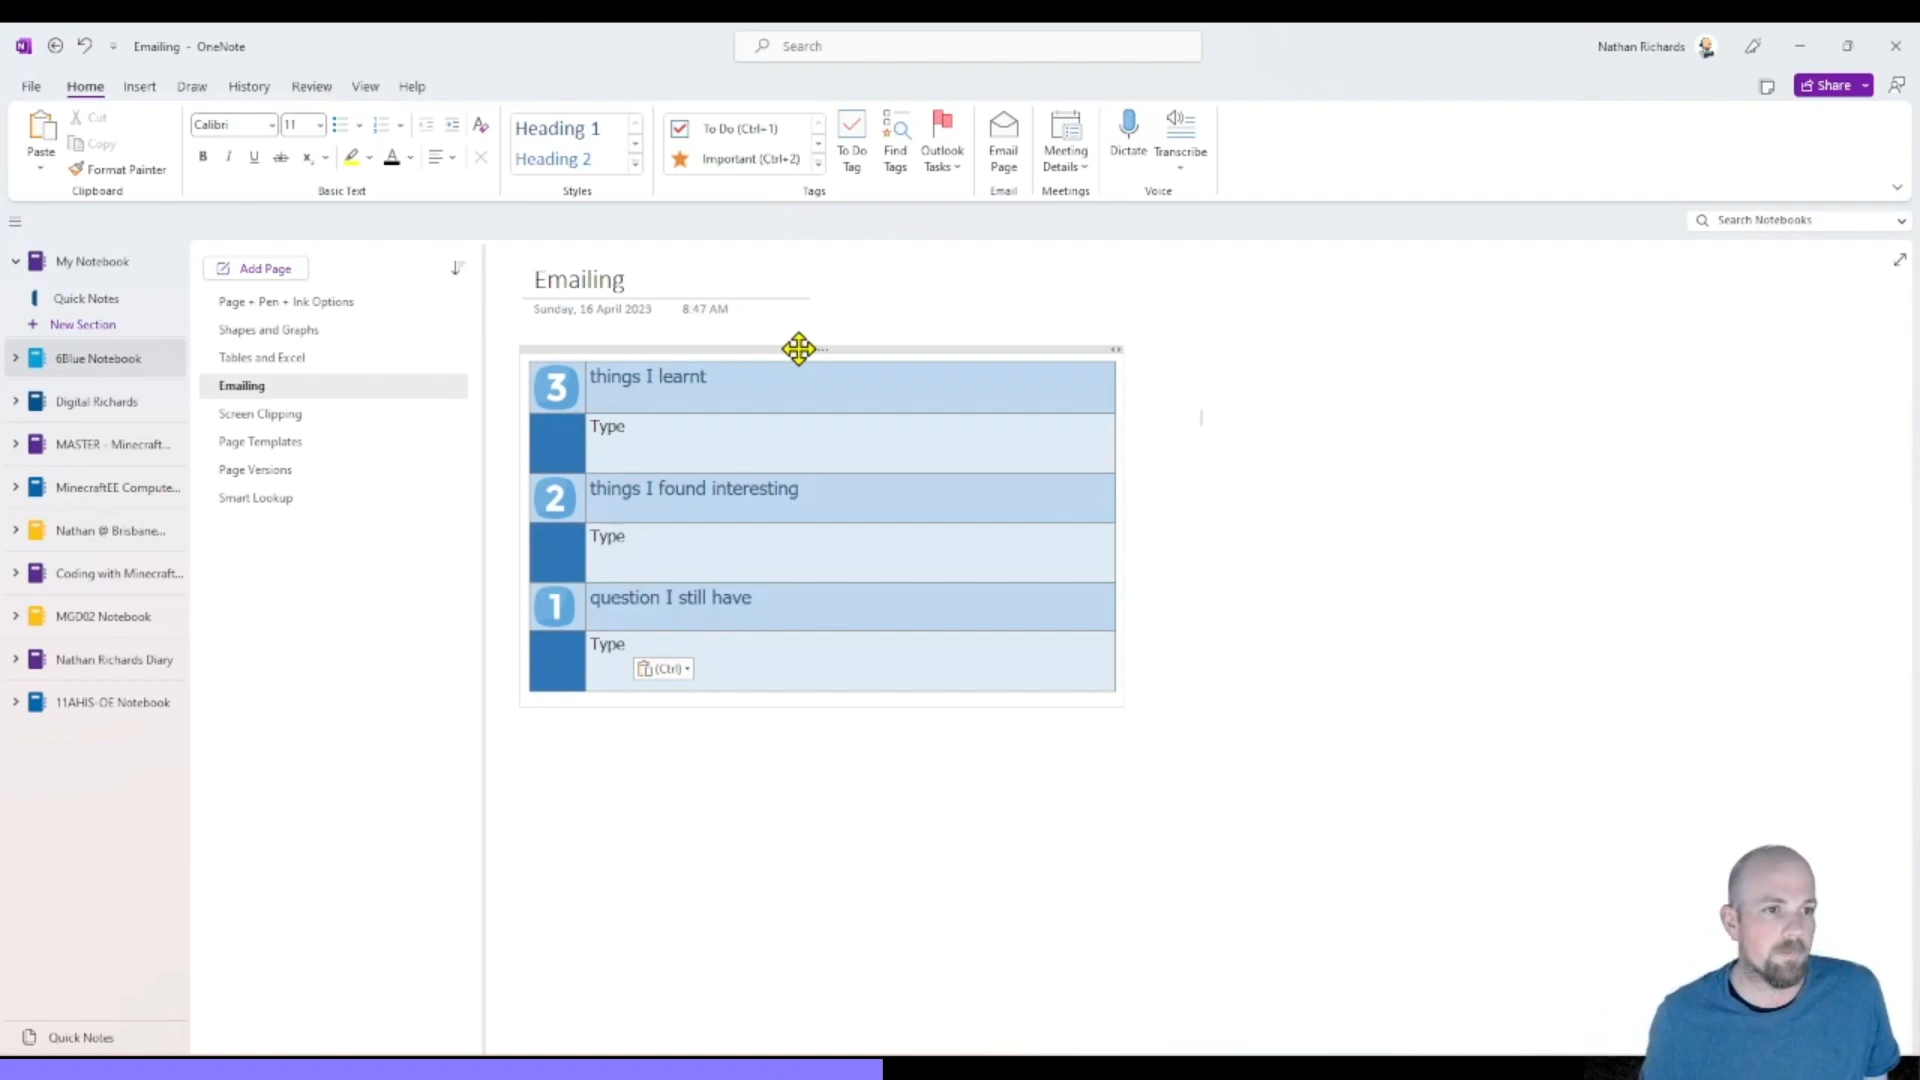 Emailing - OneNote
Search
Nathan Richards
File Home Insert Draw History Review View Help
Share
Paste
Cut
Copy
Format Painter
Clipboard
Calibri 11
B I U ab x
Basic Text
Heading 1
Heading 2
Styles
To Do (Ctrl+1)
Important (Ctrl+2)
To Do Tag
Find Tags
Outlook Tasks
Tags
Email Page
Email
Meeting Details
Meetings
Dictate
Transcribe
Voice
Search Notebooks
My Notebook
Quick Notes
+ New Section
6Blue Notebook
Digital Richards
MASTER - Minecraft...
MinecraftEE Compute...
Nathan @ Brisbane...
Coding with Minecraft...
MGD02 Notebook
Nathan Richards Diary
11AHIS-OE Notebook
Quick Notes
Add Page
Page + Pen + Ink Options
Shapes and Graphs
Tables and Excel
Emailing
Screen Clipping
Page Templates
Page Versions
Smart Lookup
Emailing
Sunday, 16 April 2023 8:47 AM
3 things I learnt
Type
2 things I found interesting
Type
1 question I still have
Type
(Ctrl)